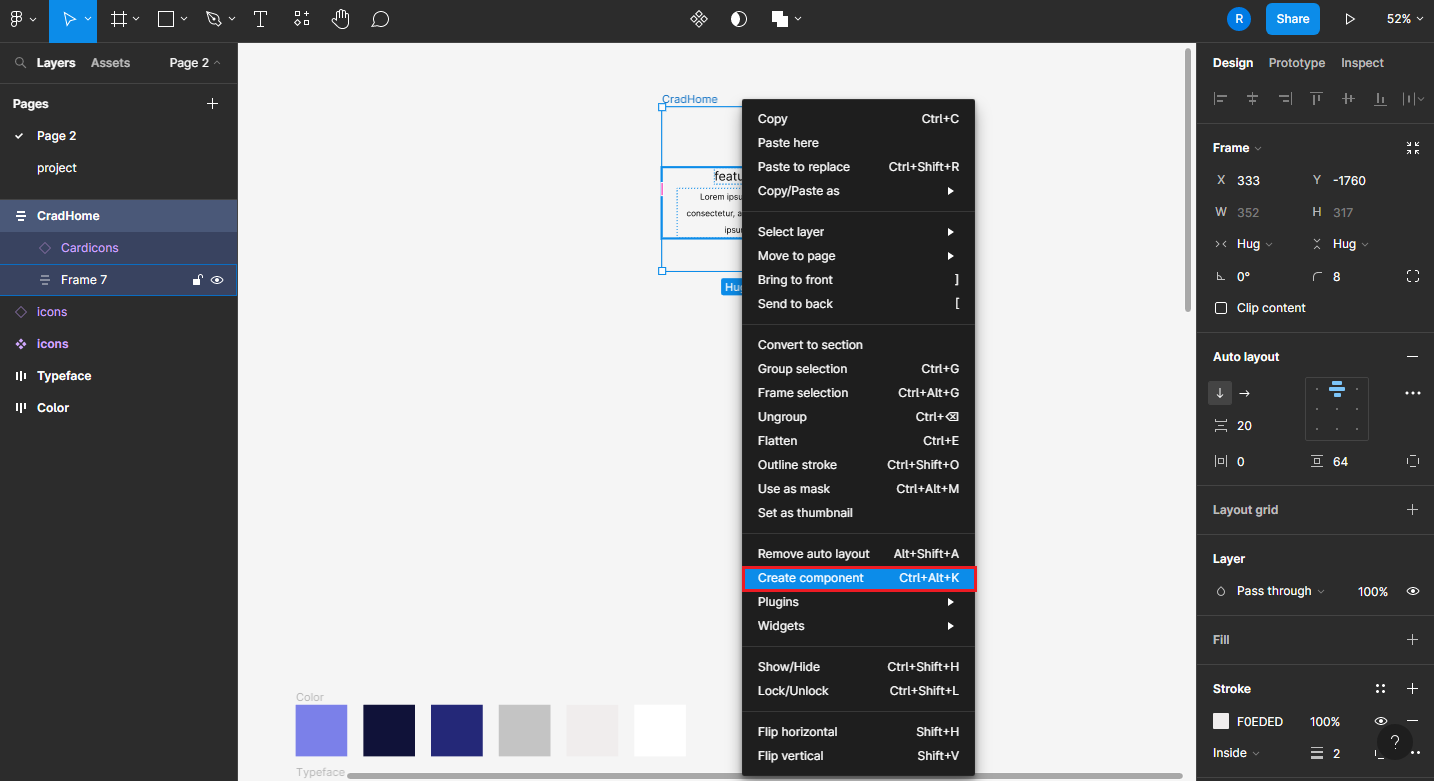 R
Share
52%
Layers
Assets
Page 2
Pages
Page 2
project
CradHome
Cardicons
Frame 7
icons
icons
Typeface
Color
CradHome
featu
Lorem ipsu
consectetur, a
ipsu
Hug
Color
Typeface
Copy Ctrl+C
Paste here
Paste to replace Ctrl+Shift+R
Copy/Paste as
Select layer
Move to page
Bring to front ]
Send to back [
Convert to section
Group selection Ctrl+G
Frame selection Ctrl+Alt+G
Ungroup Ctrl+⌫
Flatten Ctrl+E
Outline stroke Ctrl+Shift+O
Use as mask Ctrl+Alt+M
Set as thumbnail
Remove auto layout Alt+Shift+A
Create component Ctrl+Alt+K
Plugins
Widgets
Show/Hide Ctrl+Shift+H
Lock/Unlock Ctrl+Shift+L
Flip horizontal Shift+H
Flip vertical Shift+V
Design Prototype Inspect
Frame
X 333 Y -1760
W 352 H 317
Hug Hug
0° 8
Clip content
Auto layout
20
0 64
Layout grid
Layer
Pass through 100%
Fill
Stroke
F0EDED 100%
Inside 2
?